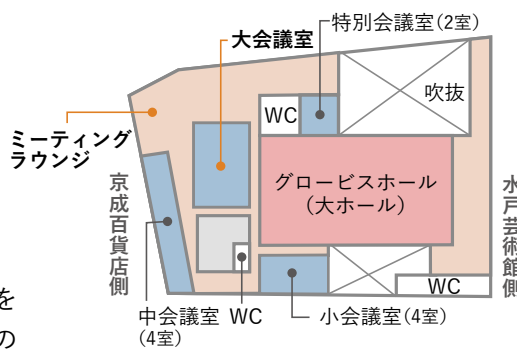 特別会議室(2室)
大会議室
吹抜
WC
ミーティング
ラウンジ
グロービスホール
(大ホール)
京成百貨店側
水戸芸術館側
WC
中会議室
(4室)
WC
小会議室(4室)
を
の